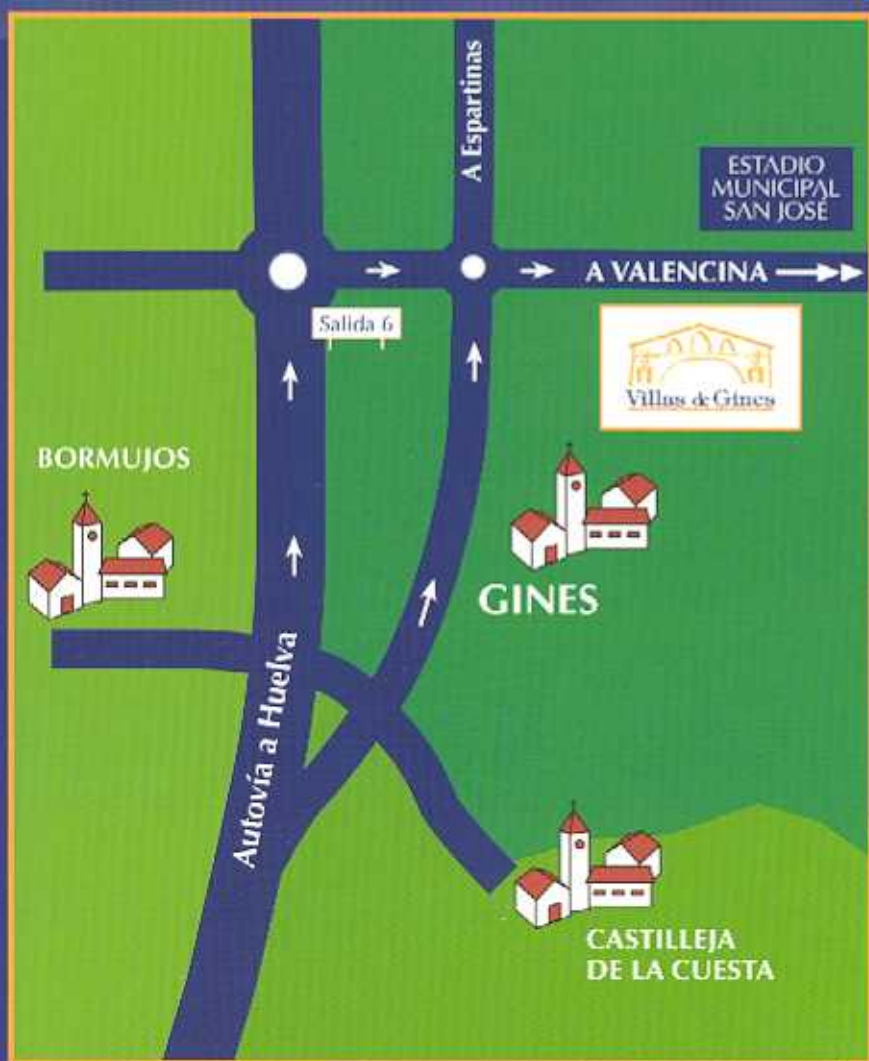 A Espartinas
ESTADIO
MUNICIPAL
SAN JOSÉ
A VALENCINA
Salida 6
Villas de Gines
BORMUJOS
GINES
Autovía a Huelva
CASTILLEJA
DE LA CUESTA